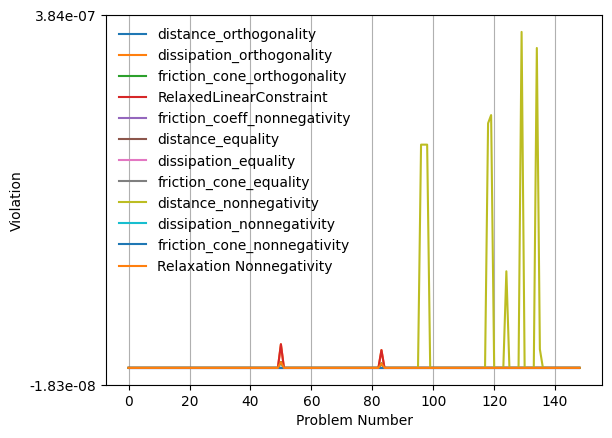 3.84e-07
distance_orthogonality
dissipation_orthogonality
friction_cone_orthogonality
RelaxedLinearConstraint
friction_coeff_nonnegativity
distance_equality
dissipation_equality
friction_cone_equality
distance_nonnegativity
dissipation_nonnegativity
friction_cone_nonnegativity
Relaxation Nonnegativity
Violation
-1.83e-08
0 20 40 60 80 100 120 140
Problem Number